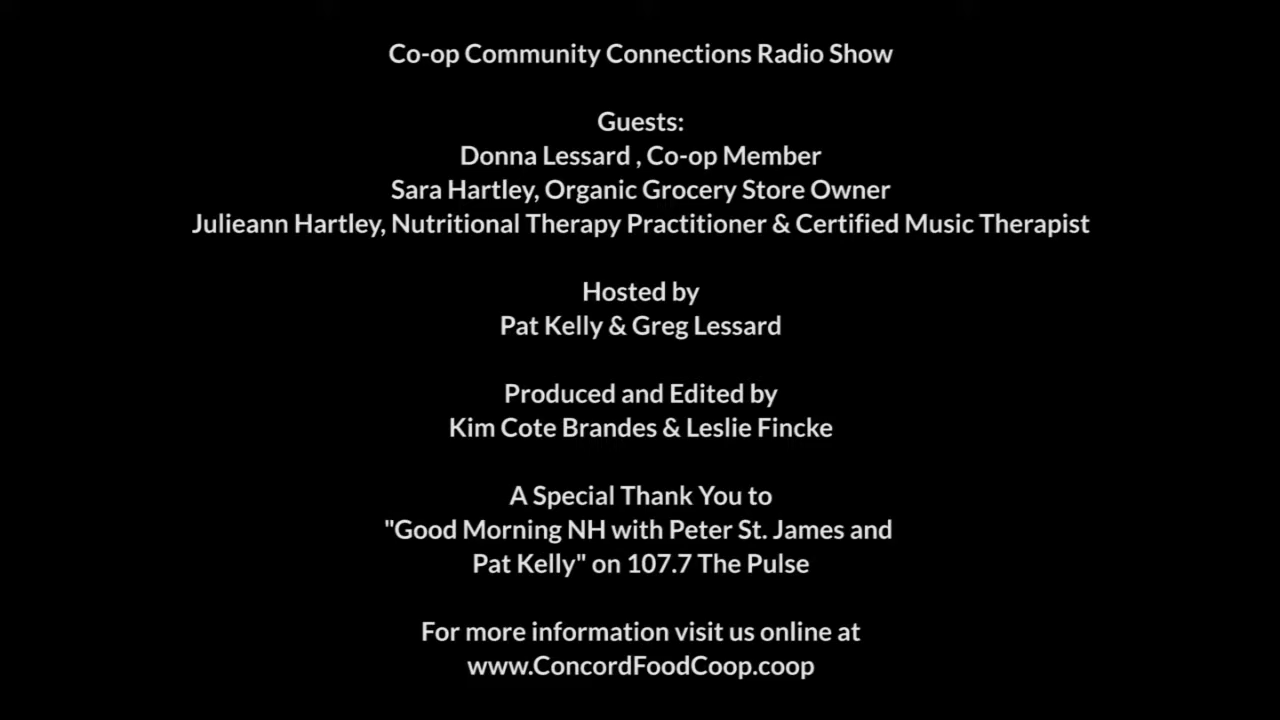 Co-op Community Connections Radio Show
Guests:
Donna Lessard , Co-op Member
Sara Hartley, Organic Grocery Store Owner
Julieann Hartley, Nutritional Therapy Practitioner & Certified Music Therapist
Hosted by
Pat Kelly & Greg Lessard
Produced and Edited by
Kim Cote Brandes & Leslie Fincke
A Special Thank You to
"Good Morning NH with Peter St. James and
Pat Kelly" on 107.7 The Pulse
For more information visit us online at
www.ConcordFoodCoop.coop